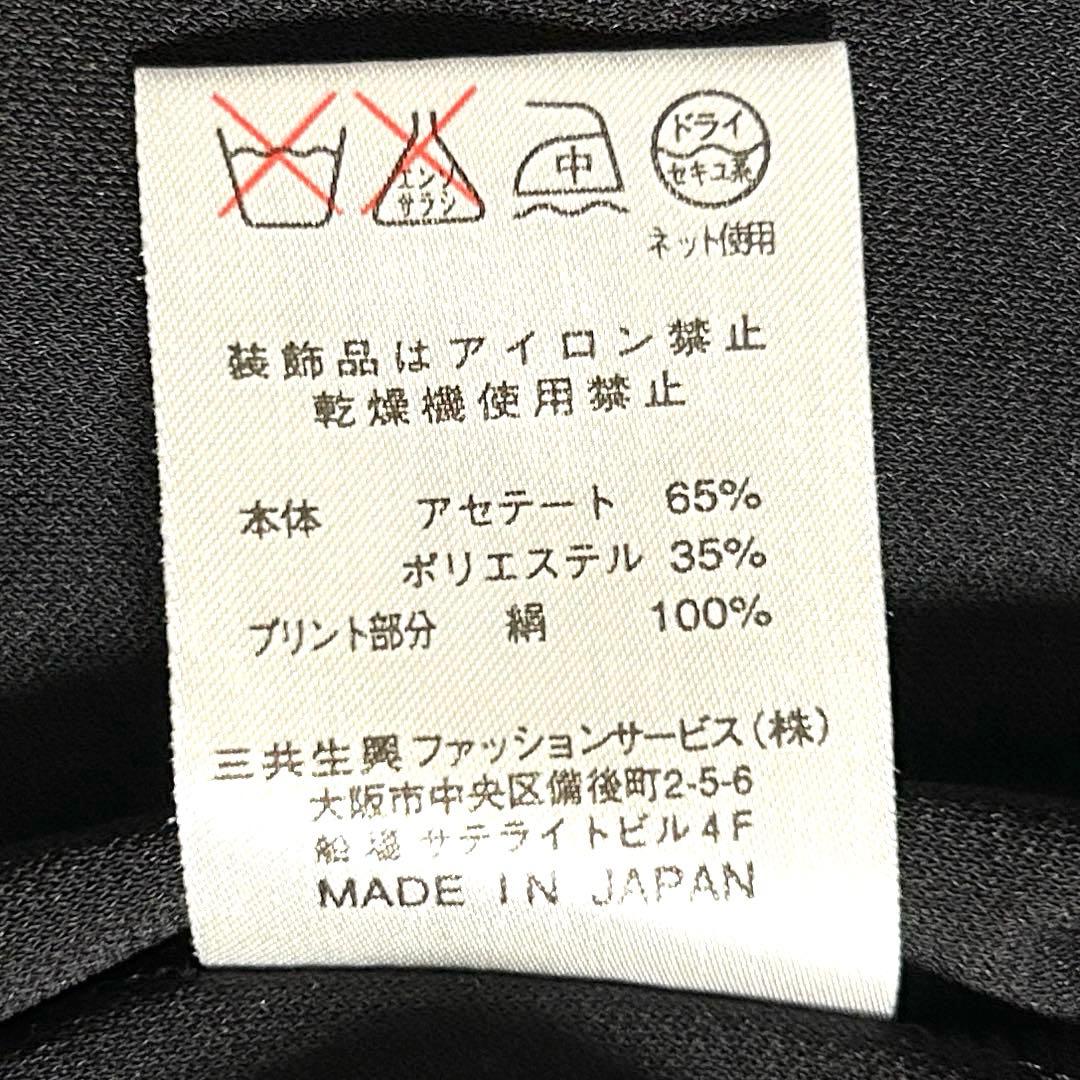 エンソ
サラシ
中
ドライ
セキユ系
ネット使用
装飾品はアイロン禁止
乾燥機使用禁止
本体 アセテート 65%
ポリエステル 35%
プリント部分 絹 100%
三共生興ファッションサービス(株)
大阪市中央区備後町2-5-6
船場サテライトビル4F
MADE IN JAPAN